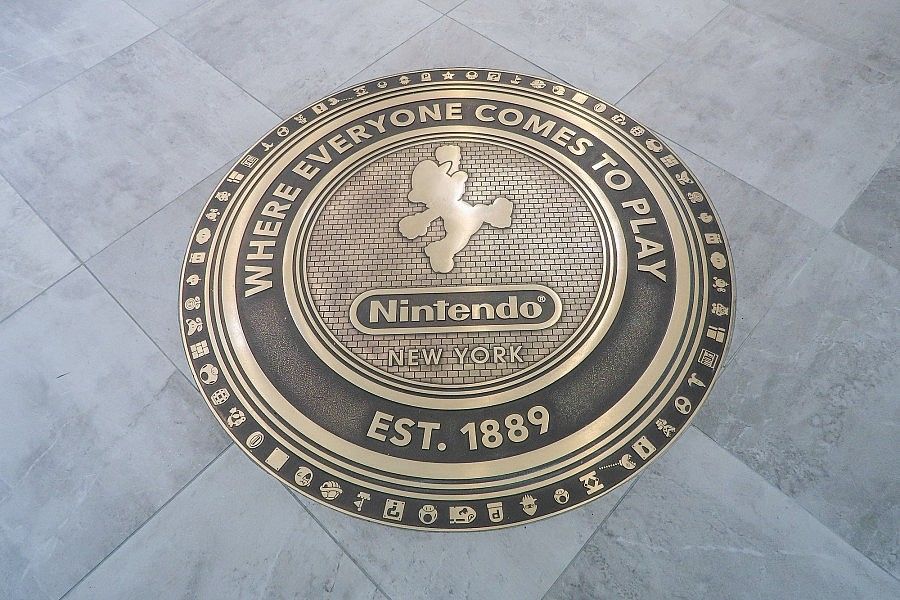 WHERE EVERYONE COMES TO PLAY
Nintendo®
NEW YORK
EST. 1889